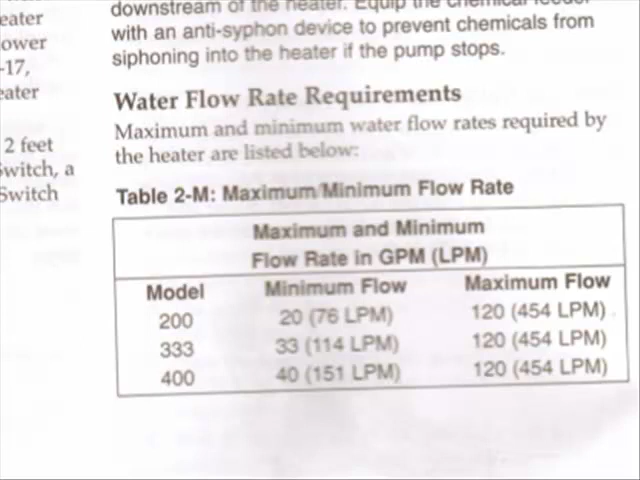 eater
ower
-17,
eater
2 feet
Switch, a
Switch
downstream of the heater. Equip the chemical feeder
with an anti-syphon device to prevent chemicals from
siphoning into the heater if the pump stops.
Water Flow Rate Requirements
Maximum and minimum water flow rates required by
the heater are listed below:
Table 2-M: Maximum/Minimum Flow Rate
Maximum and Minimum
Flow Rate in GPM (LPM)
Model Minimum Flow Maximum Flow
200 20 (76 LPM) 120 (454 LPM)
333 33 (114 LPM) 120 (454 LPM)
400 40 (151 LPM) 120 (454 LPM)